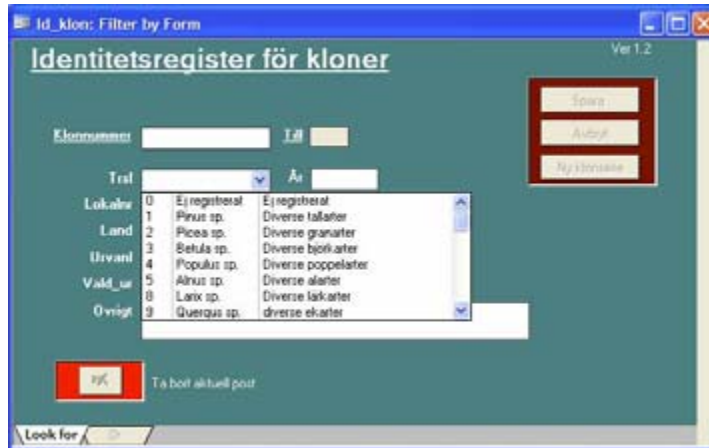 Id_klon: Filter by Form
Ver 1.2
Identitetsregister för kloner
Spara
Avbryt
Klonnummer Till
Ny klonserie
Trsl År
Lokalnr
Land
Urvanl
Vald_ur
Övrigt
0 Ej registrerat Ej registrerat
1 Pinus sp. Diverse tallarter
2 Picea sp. Diverse granarter
3 Betula sp. Diverse björkarter
4 Populus sp. Diverse poppelarter
5 Alnus sp. Diverse alarter
8 Larix sp. Diverse lärkarter
9 Quercus sp. diverse ekarter
Ta bort aktuell post
Look for Or